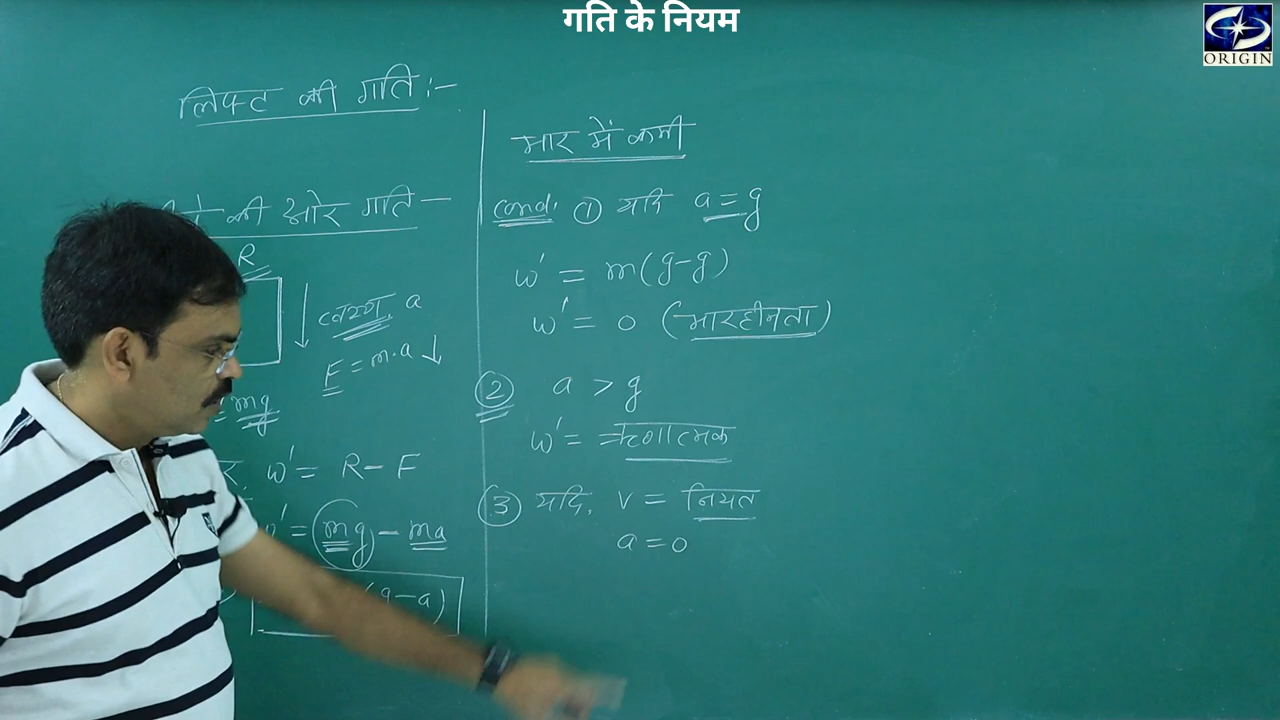 गति के नियम
ORIGIN
लिफ्ट की गति :-
की ओर गति -
R
त्वरण. a
F = m.a ↓
mg
w' = R - F
' = mg - ma
(g-a)
भार में कमी
Cond. ① यदि a = g
w' = m(g-g)
w' = 0 (भारहीनता)
② a > g
w' = ऋणात्मक
③ यदि, v = नियत
a = 0